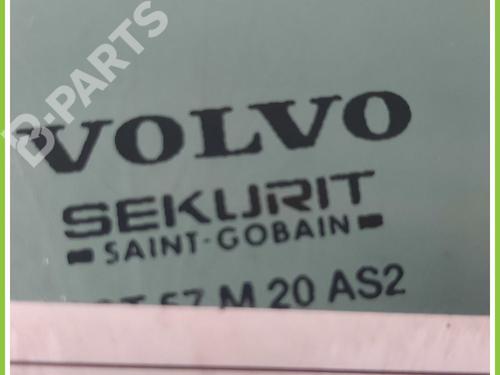 B-PARTS
VOLVO
SEKURIT
SAINT-GOBAIN
57 M 20 AS2